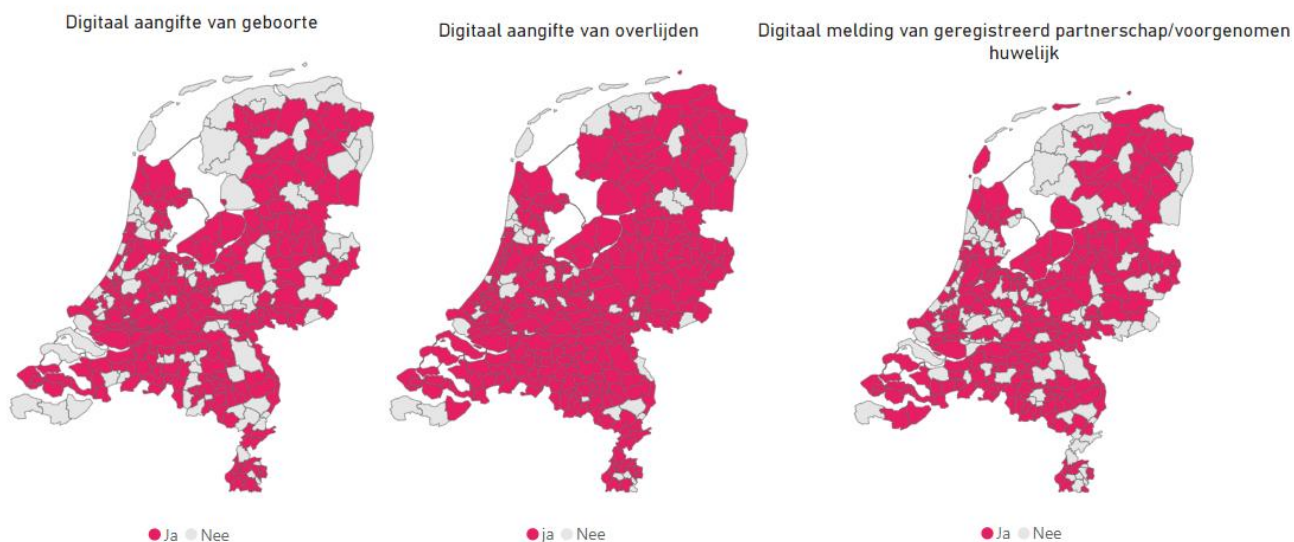 Digitaal aangifte van geboorte
Digitaal aangifte van overlijden
Digitaal melding van geregistreerd partnerschap/voorgenomen
huwelijk
Ja Nee
ja Nee
Ja Nee